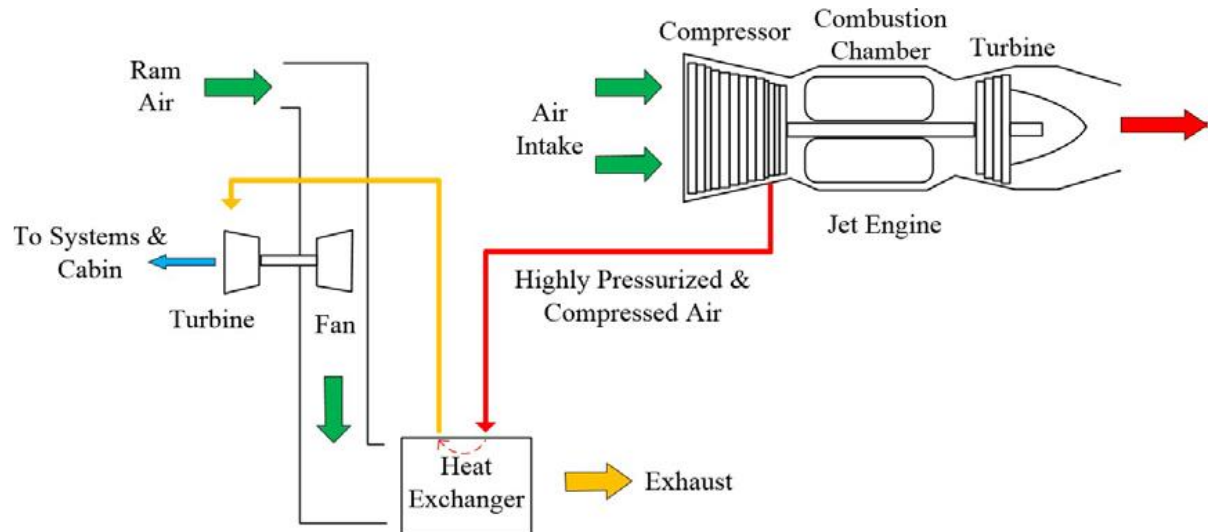 Compressor
Combustion
Chamber
Turbine
Ram
Air
Air
Intake
To Systems &
Cabin
Jet Engine
Highly Pressurized &
Compressed Air
Turbine
Fan
Heat
Exchanger
Exhaust